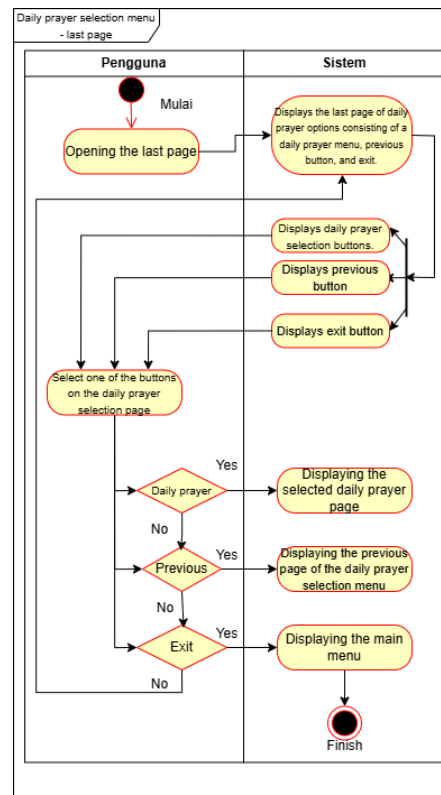 Daily prayer selection menu
- last page
Pengguna
Sistem
Mulai
Opening the last page
Displays the last page of daily
prayer options consisting of a
daily prayer menu, previous
button, and exit.
Displays daily prayer
selection buttons.
Displays previous
button
Displays exit button
Select one of the buttons
on the daily prayer
selection page
Daily prayer
Yes
Displaying the
selected daily prayer
page
No
Previous
Yes
Displaying the previous
page of the daily prayer
selection menu
No
Exit
Yes
Displaying the main
menu
No
Finish